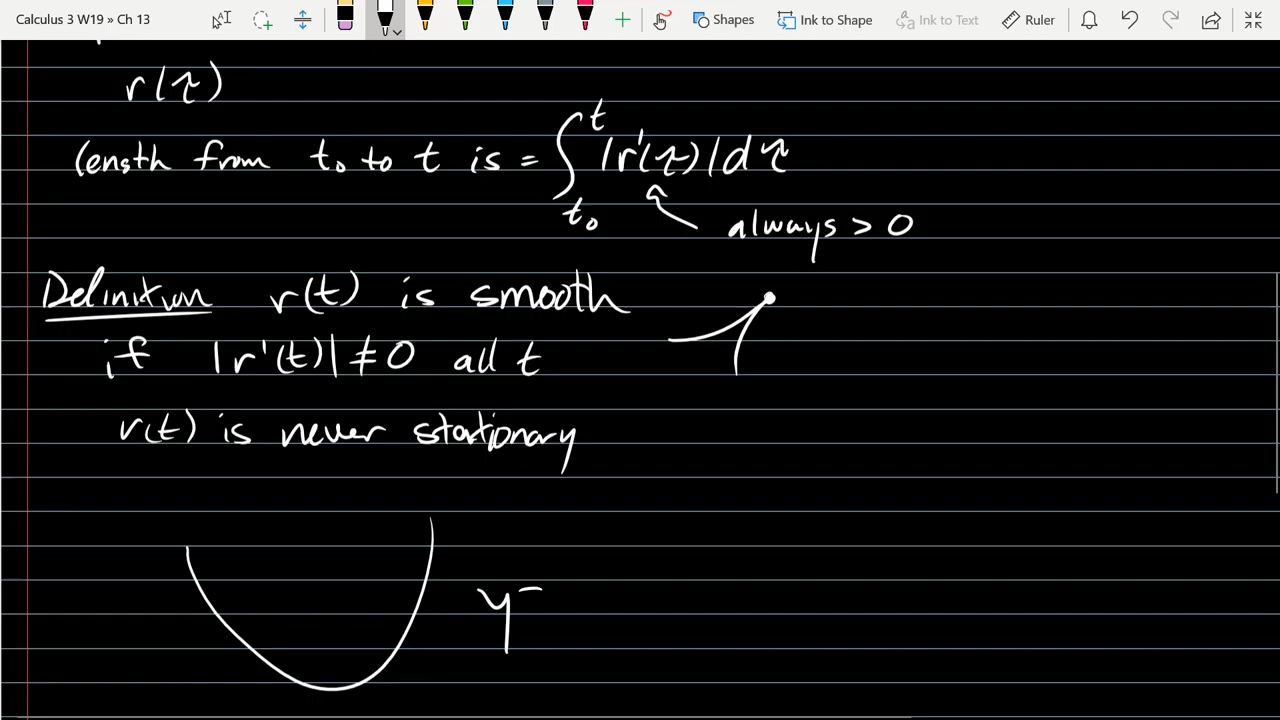 Calculus 3 W19 » Ch 13
Shapes
Ink to Shape
Ink to Text
Ruler
r(τ)
length from t₀ to t is = ∫ₜ₀ᵗ |r'(τ)| dτ
always > 0
Definition r(t) is smooth
if |r'(t)| ≠ 0 all t
r(t) is never stationary
y